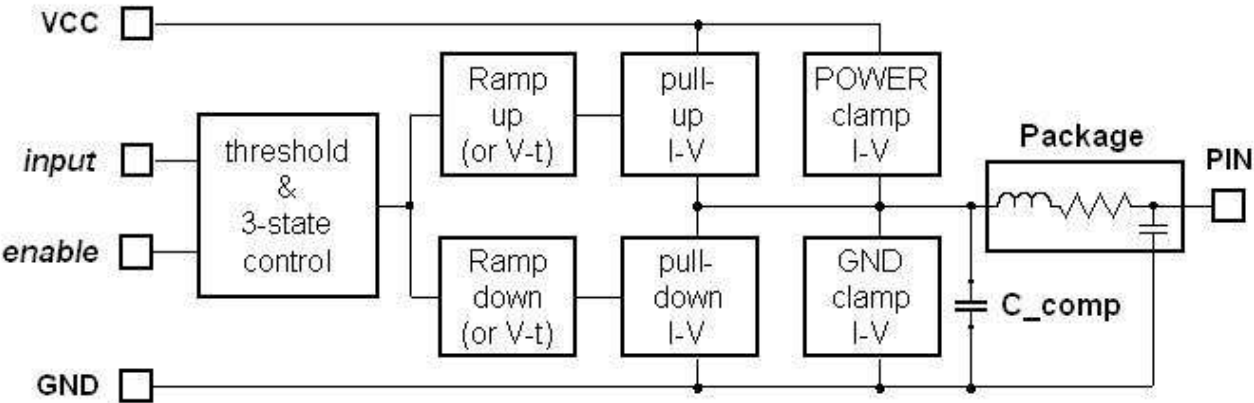 VCC
input
enable
GND
threshold
&
3-state
control
Ramp
up
(or V-t)
Ramp
down
(or V-t)
pull-
up
I-V
pull-
down
I-V
POWER
clamp
I-V
GND
clamp
I-V
C_comp
Package
PIN